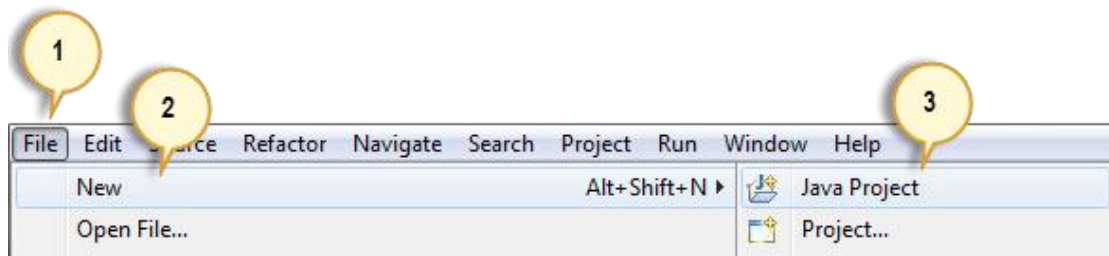 1
2
3
File Edit Source Refactor Navigate Search Project Run Window Help
New Alt+Shift+N Java Project
Open File... Project...